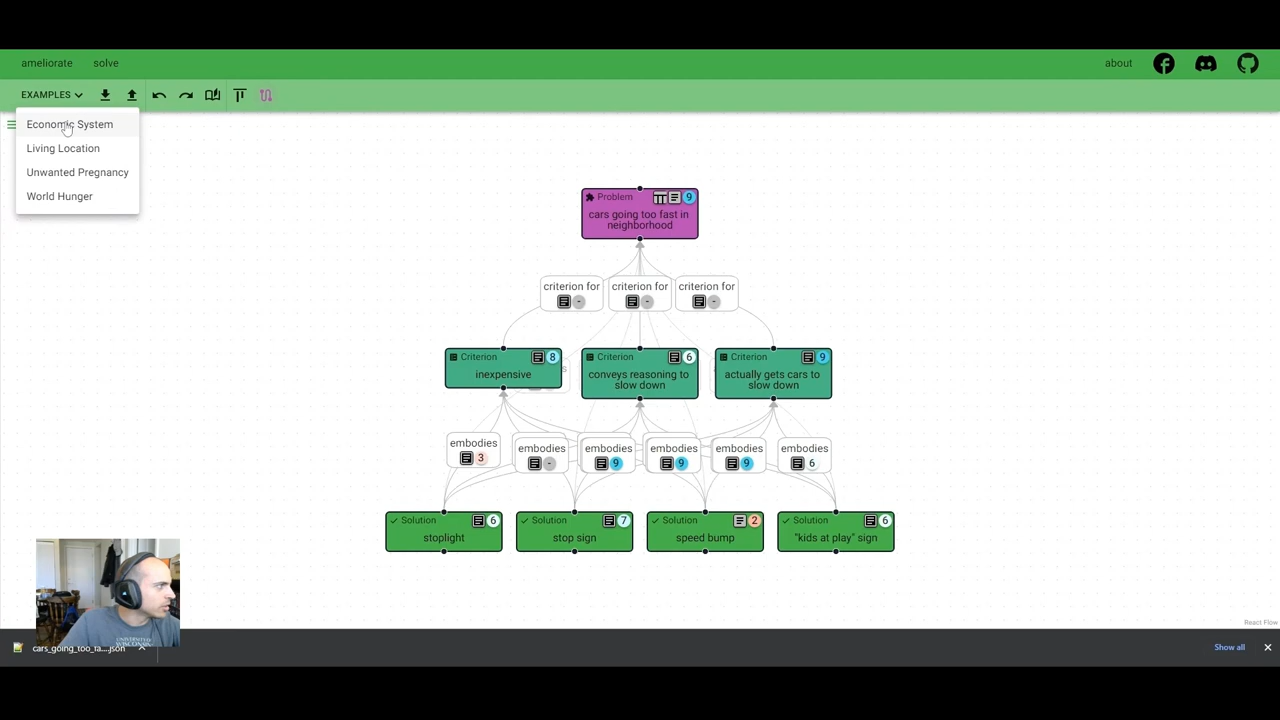 ameliorate solve about
EXAMPLES
Economic System
Living Location
Unwanted Pregnancy
World Hunger
Problem 9
cars going too fast in
neighborhood
criterion for criterion for criterion for
- - -
Criterion 8 Criterion 6 Criterion 9
inexpensive
conveys reasoning to
slow down
actually gets cars to
slow down
embodies embodies embodies embodies embodies embodies
3 - 9 9 9 6
Solution 6 Solution 7 Solution 2 Solution 6
stoplight stop sign speed bump "kids at play" sign
React Flow
UNIVERSITY OF
WISCONSIN
cars_going_too_fa....json
Show all